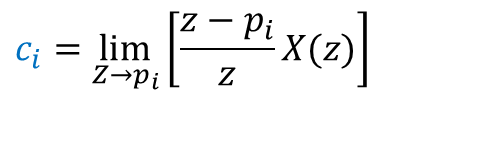 c_i = lim_{Z→p_i} [ (z − p_i)/z X(z) ]